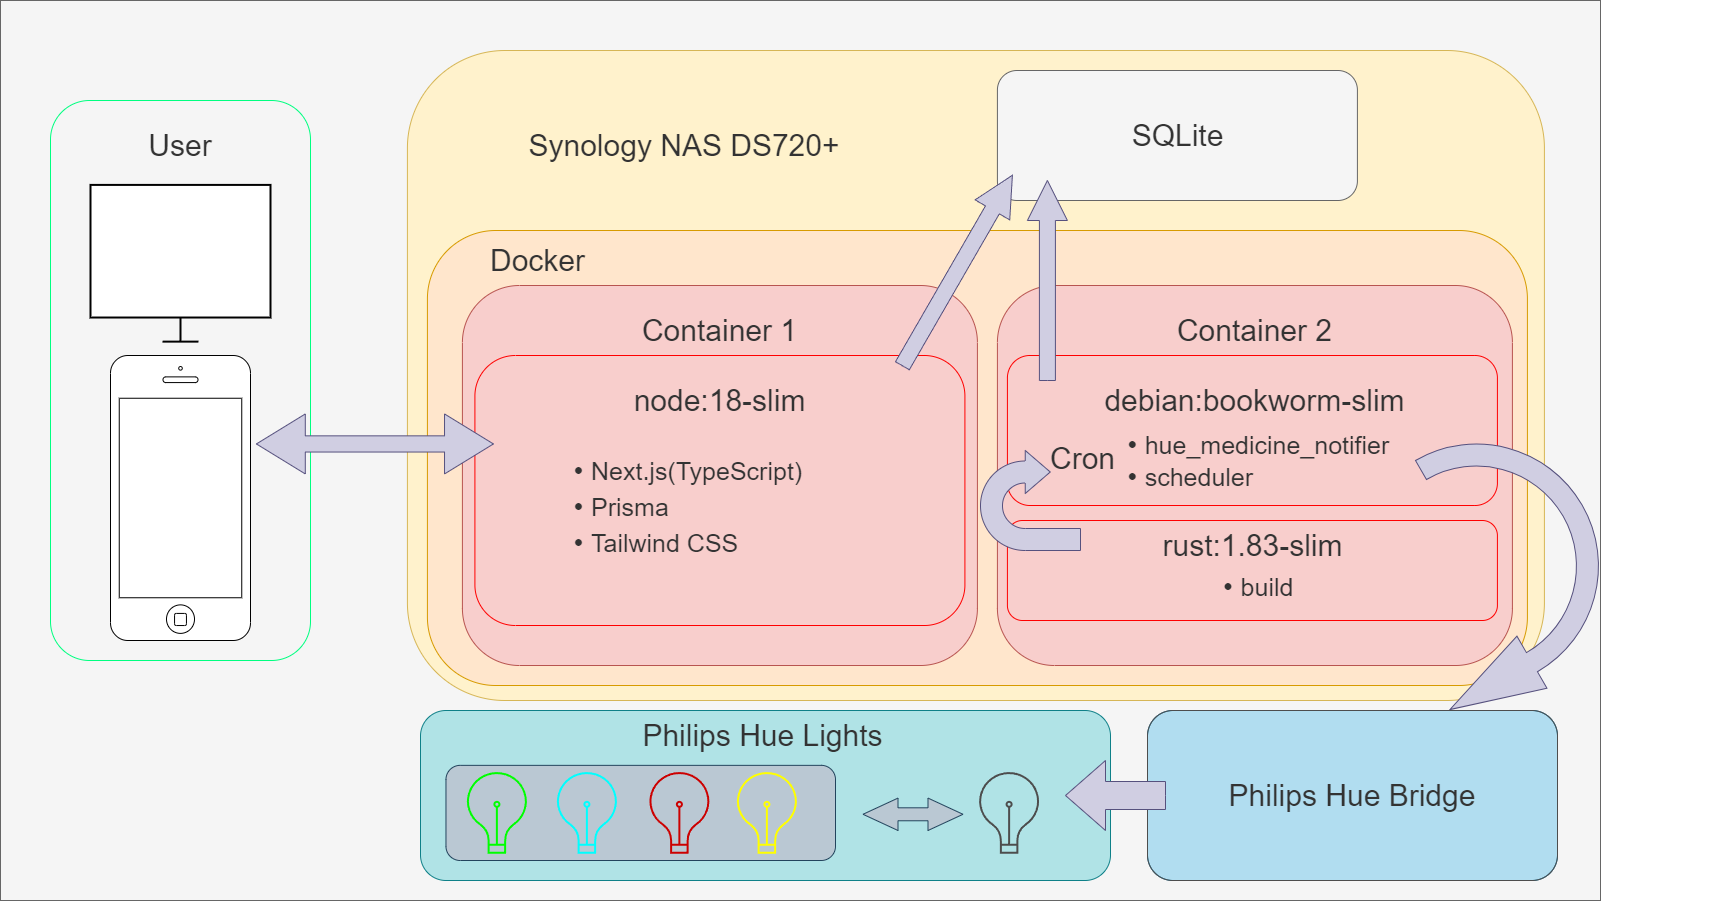 User
Synology NAS DS720+
SQLite
Docker
Container 1
node:18-slim
• Next.js(TypeScript)
• Prisma
• Tailwind CSS
Container 2
debian:bookworm-slim
Cron
• hue_medicine_notifier
• scheduler
rust:1.83-slim
• build
Philips Hue Lights
Philips Hue Bridge